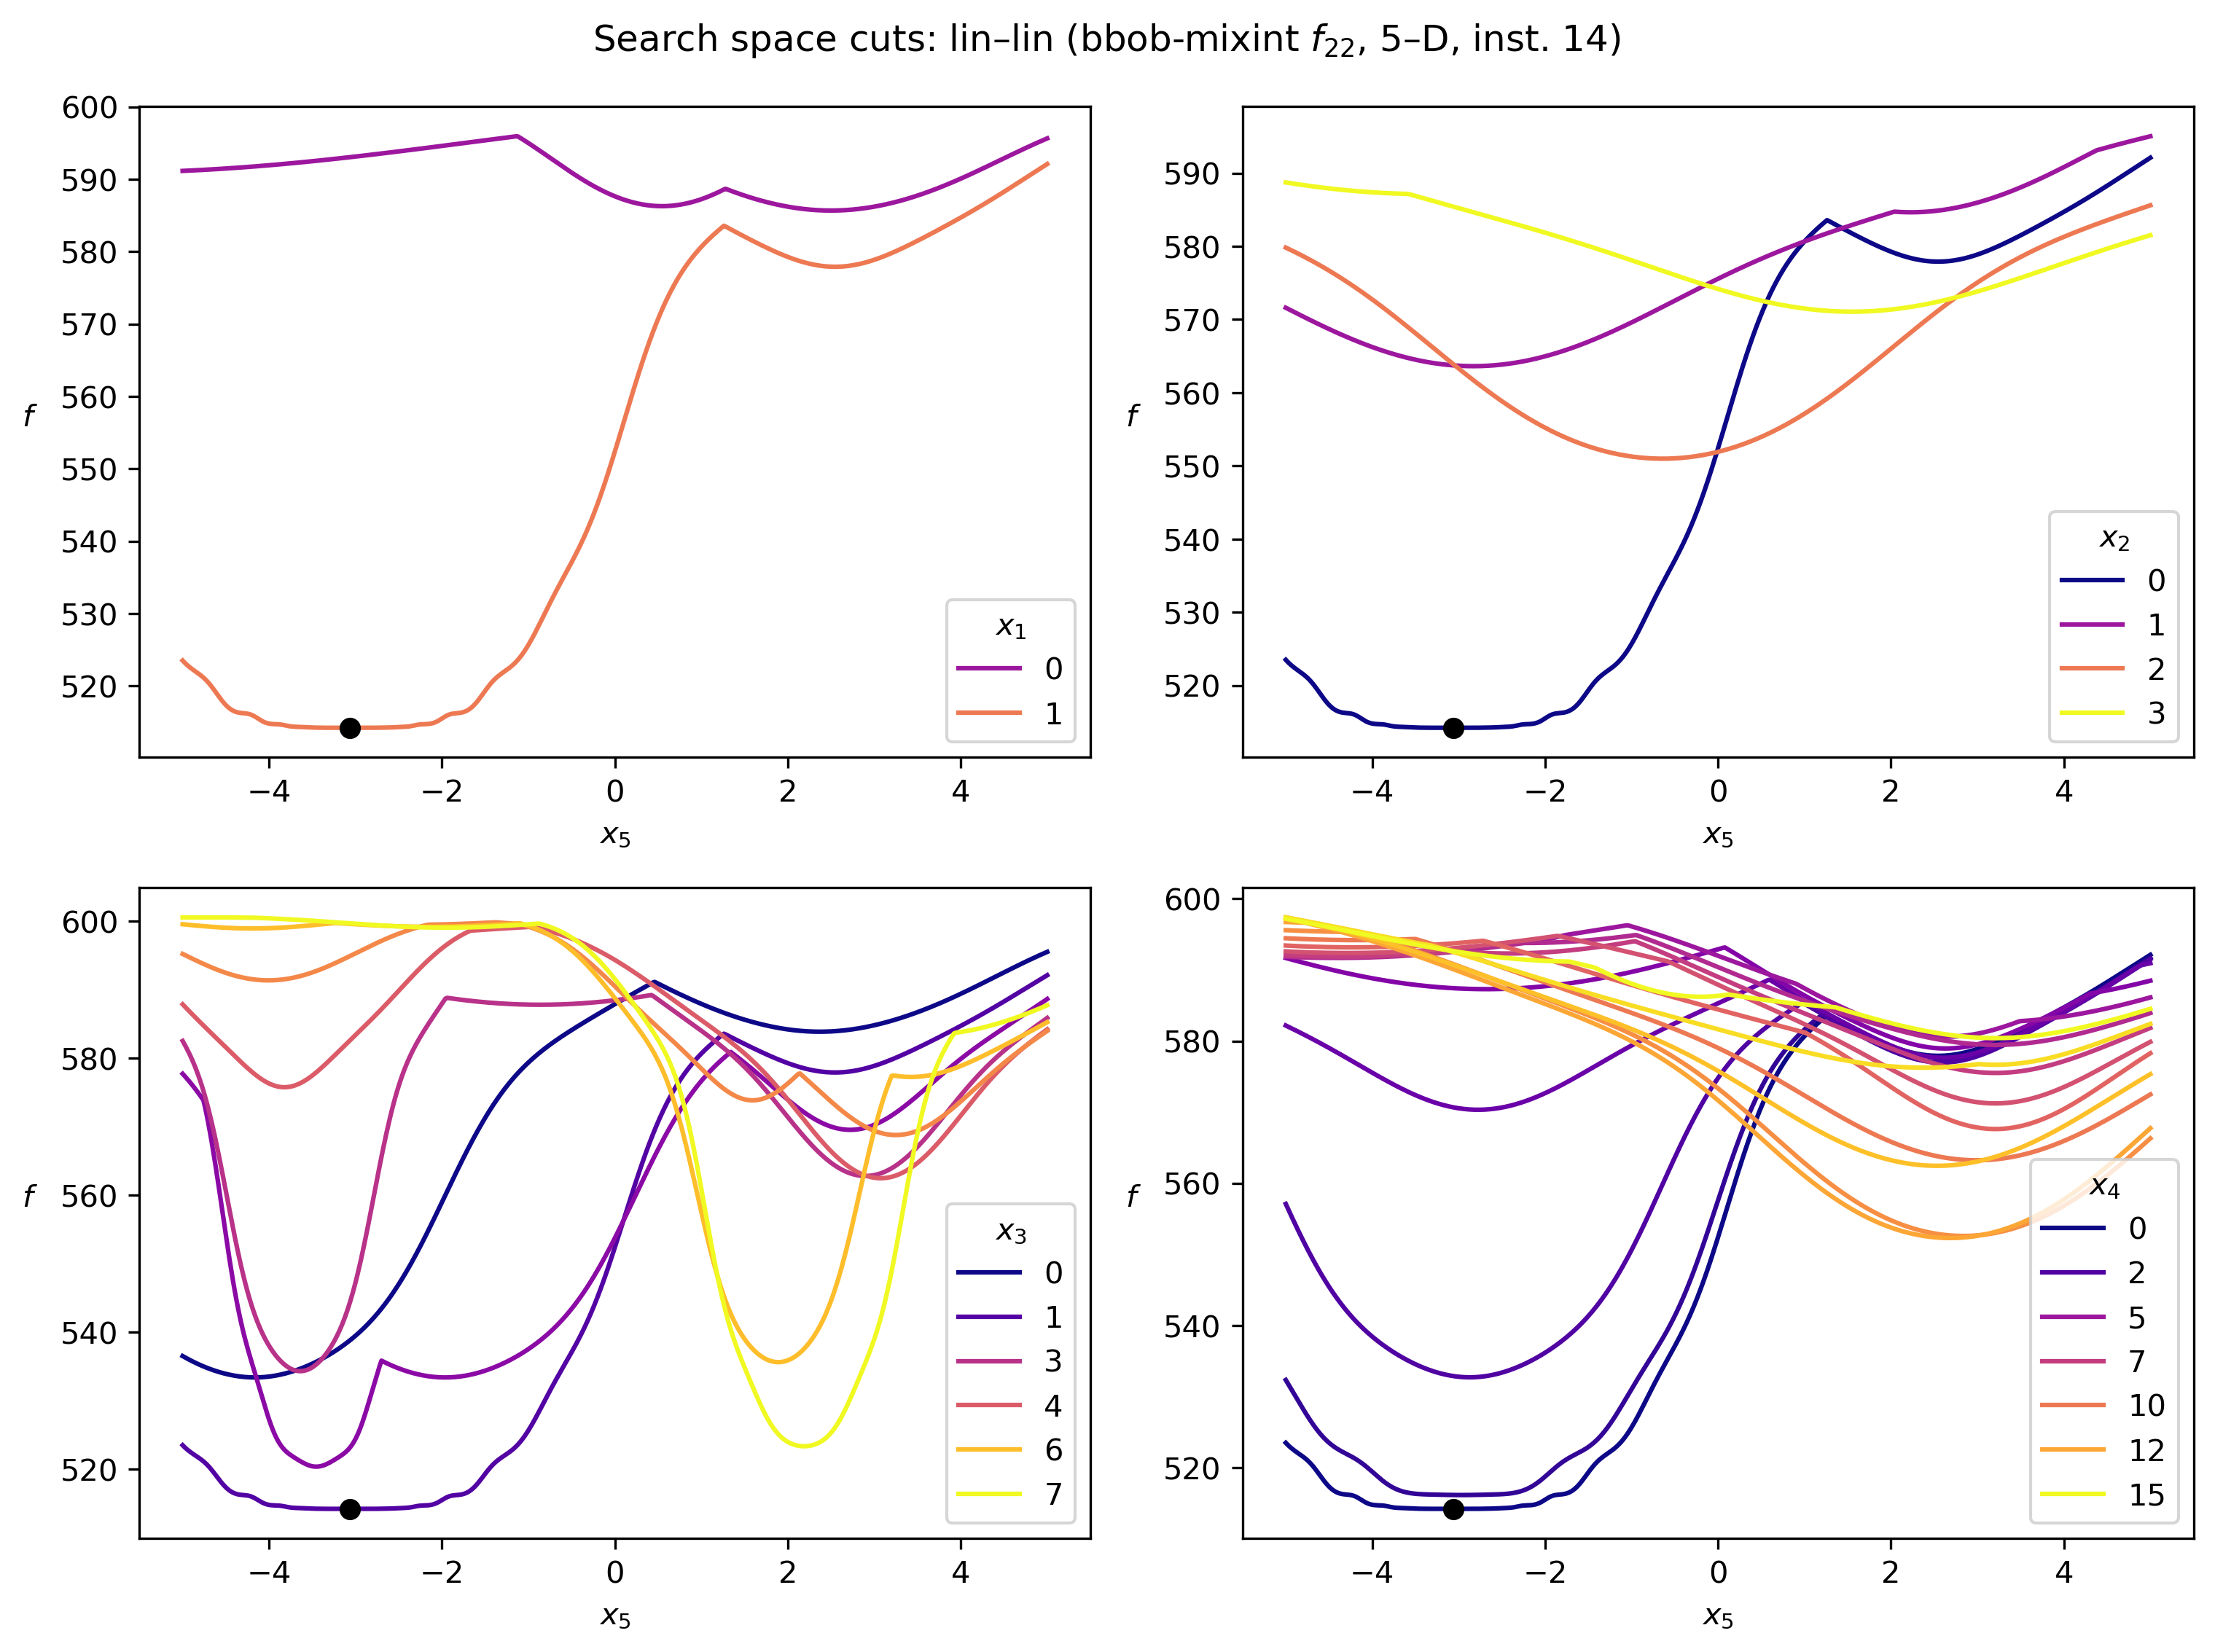 Search space cuts: lin–lin (bbob-mixint f22, 5–D, inst. 14)
600
590
580
570
560
550
540
530
520
f
−4 −2 0 2 4
x5
x1
0
1
590
580
570
560
550
540
530
520
f
−4 −2 0 2 4
x5
x2
0
1
2
3
600
580
560
540
520
f
−4 −2 0 2 4
x5
x3
0
1
3
4
6
7
600
580
560
540
520
f
−4 −2 0 2 4
x5
x4
0
2
5
7
10
12
15